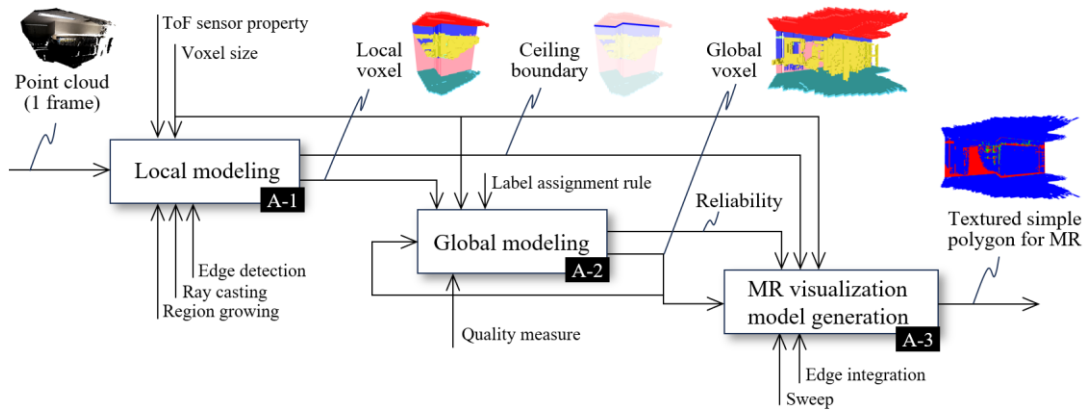 ToF sensor property
Voxel size
Point cloud
(1 frame)
Local
voxel
Ceiling
boundary
Global
voxel
Local modeling
A-1
Label assignment rule
Reliability
Textured simple
polygon for MR
Global modeling
A-2
Edge detection
Ray casting
Region growing
MR visualization
model generation
A-3
Quality measure
Edge integration
Sweep